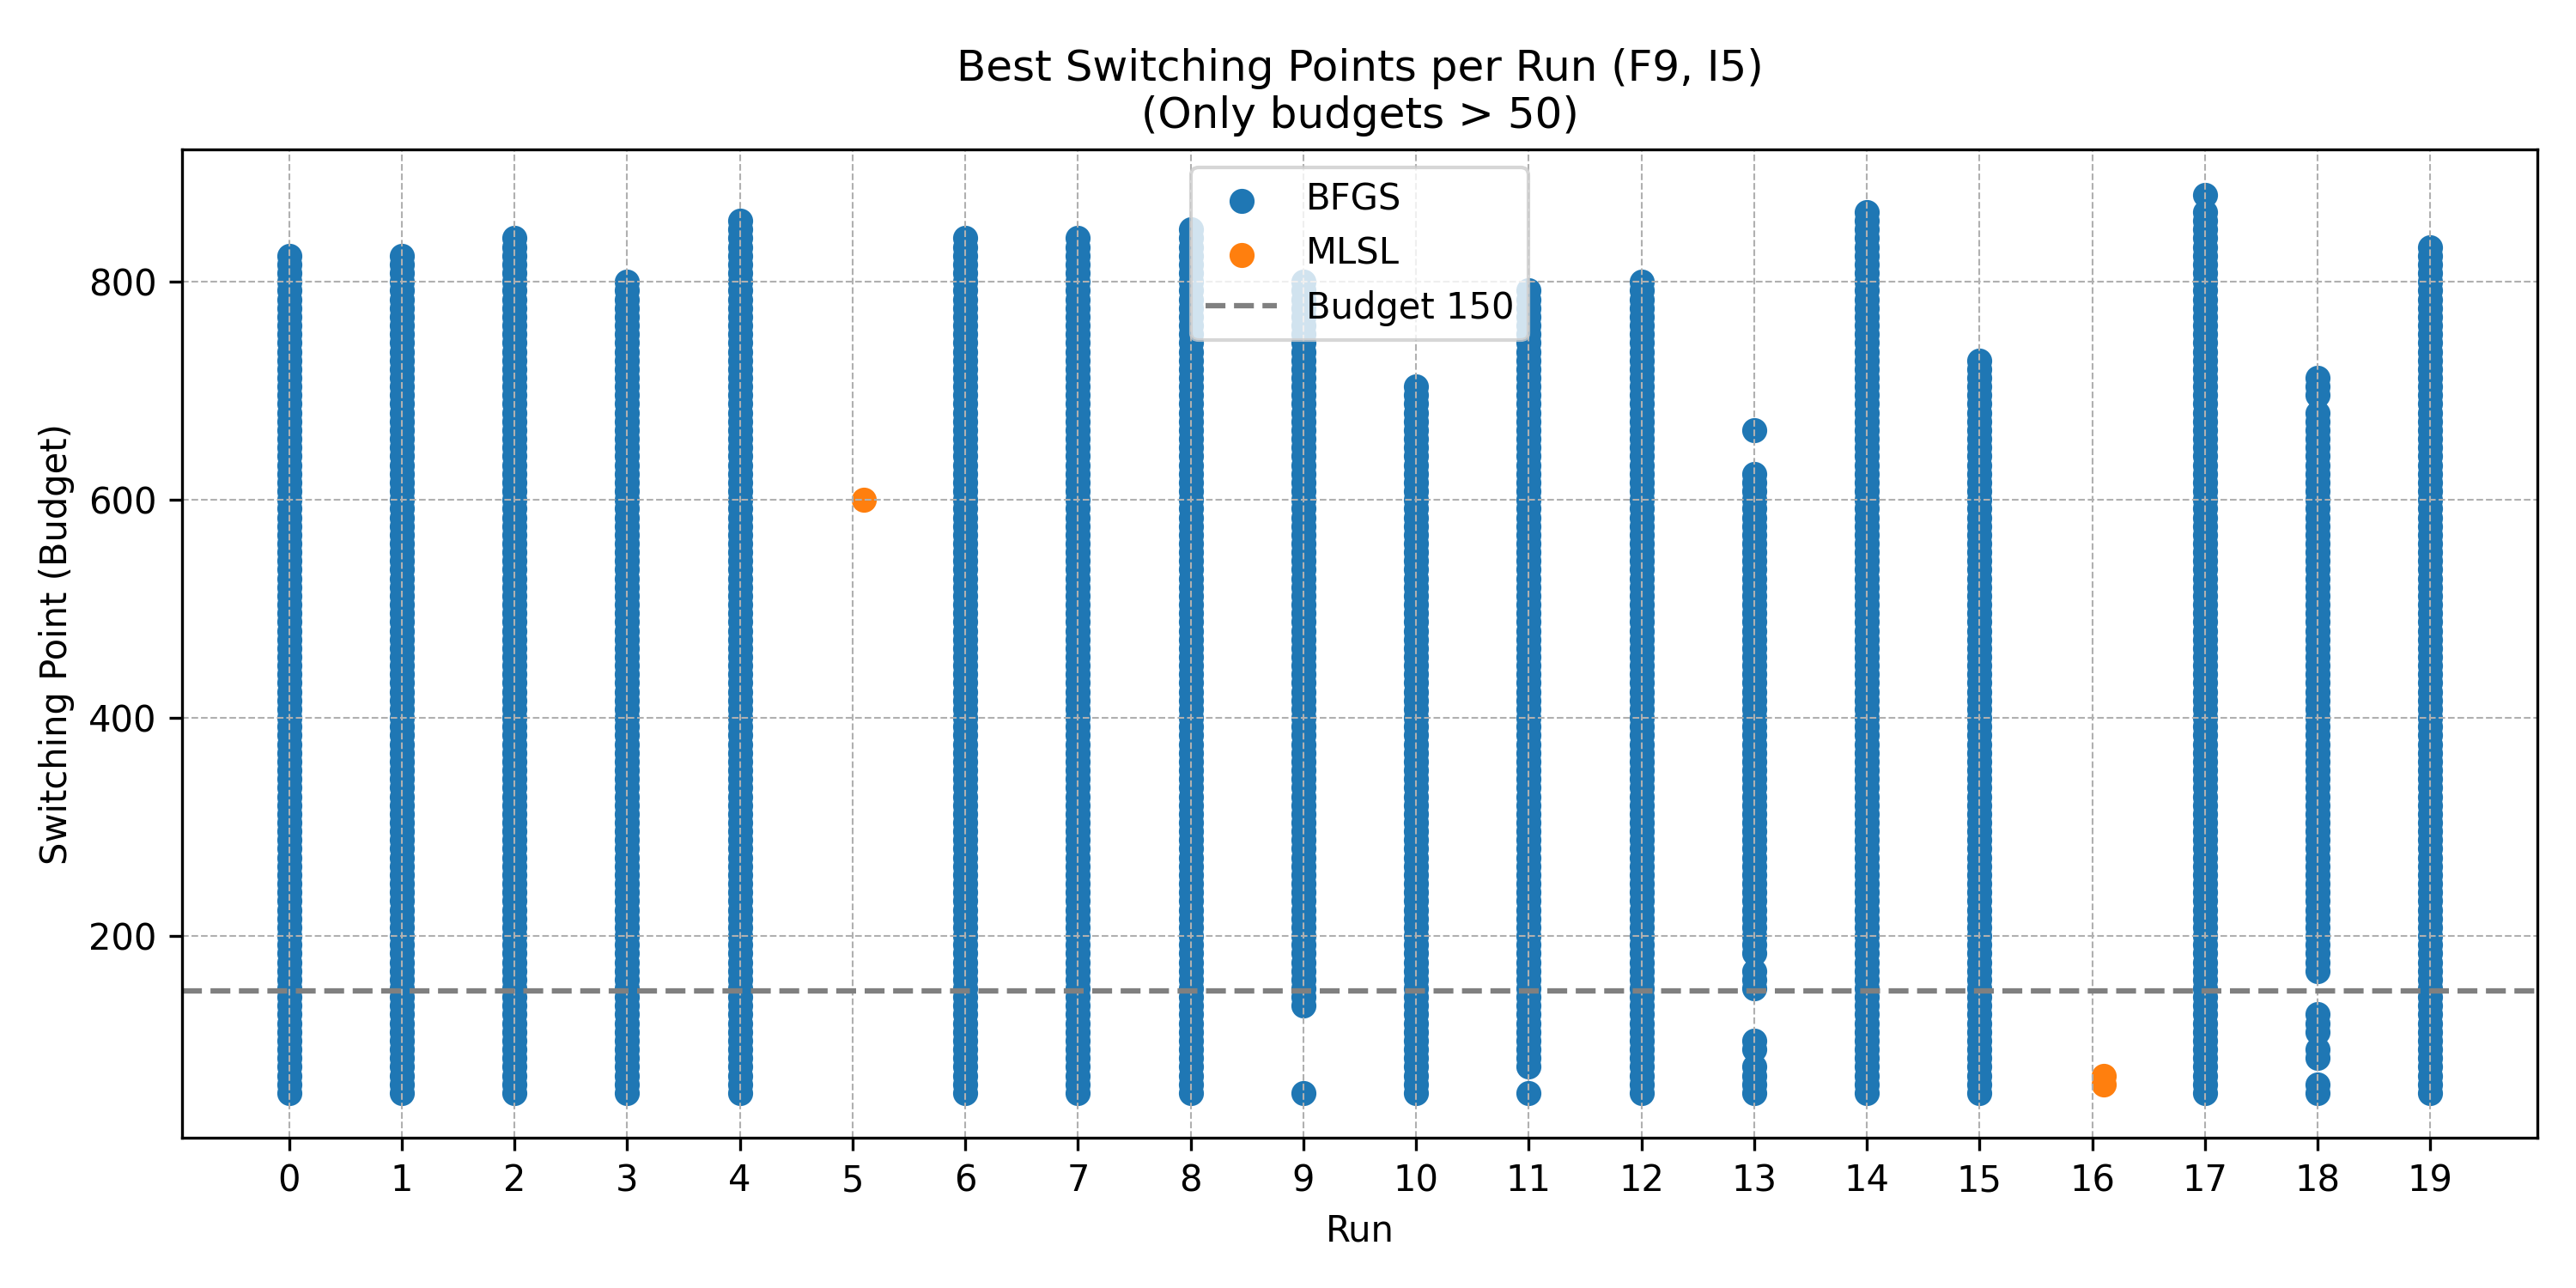 Best Switching Points per Run (F9, I5)
(Only budgets > 50)
BFGS
MLSL
Budget 150
Switching Point (Budget)
800
600
400
200
0 1 2 3 4 5 6 7 8 9 10 11 12 13 14 15 16 17 18 19
Run